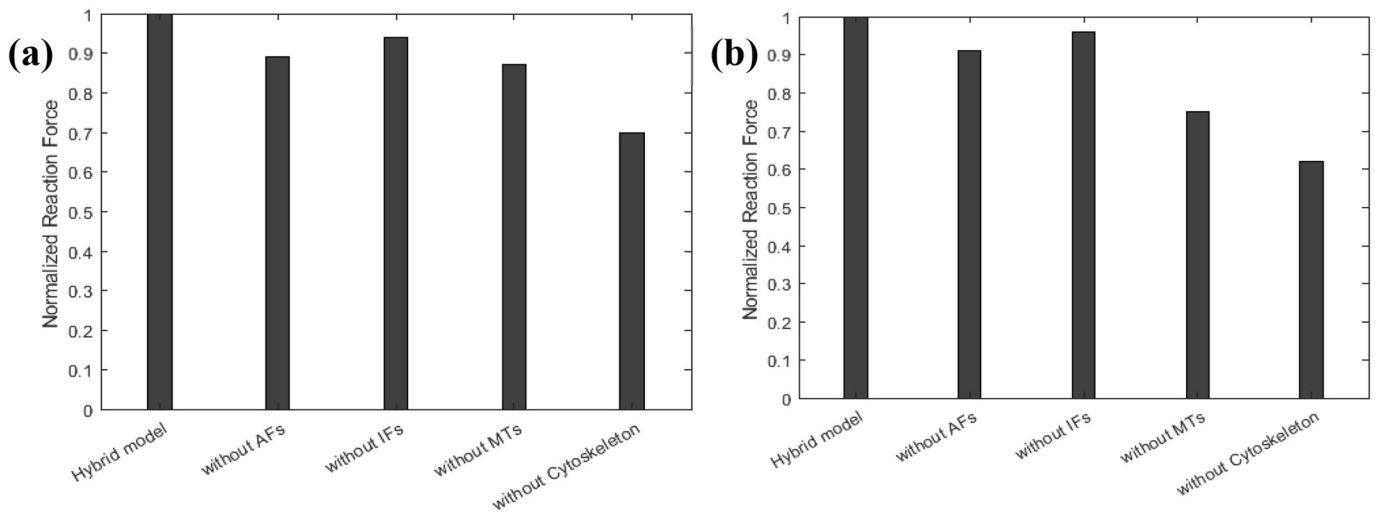 (a)
Normalized Reaction Force
1
0.9
0.8
0.7
0.6
0.5
0.4
0.3
0.2
0.1
0
Hybrid model
without AFs
without IFs
without MTs
without Cytoskeleton
(b)
Normalized Reaction Force
1
0.9
0.8
0.7
0.6
0.5
0.4
0.3
0.2
0.1
0
Hybrid model
without AFs
without IFs
without MTs
without Cytoskeleton